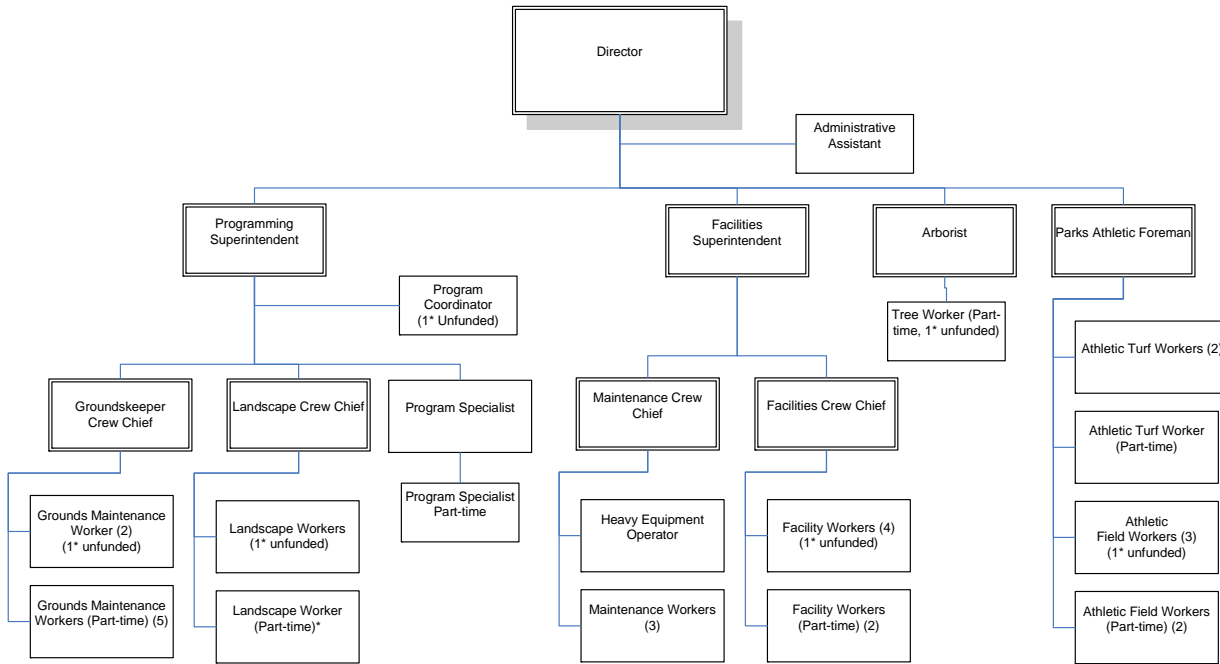 Director
Administrative
Assistant
Programming
Superintendent
Facilities
Superintendent
Arborist
Parks Athletic Foreman
Program
Coordinator
(1* Unfunded)
Tree Worker (Part-
time, 1* unfunded)
Groundskeeper
Crew Chief
Landscape Crew Chief
Program Specialist
Maintenance Crew
Chief
Facilities Crew Chief
Athletic Turf Workers (2)
Athletic Turf Worker
(Part-time)
Program Specialist
Part-time
Grounds Maintenance
Worker (2)
(1* unfunded)
Landscape Workers
(1* unfunded)
Heavy Equipment
Operator
Facility Workers (4)
(1* unfunded)
Athletic
Field Workers (3)
(1* unfunded)
Grounds Maintenance
Workers (Part-time) (5)
Landscape Worker
(Part-time)*
Maintenance Workers
(3)
Facility Workers
(Part-time) (2)
Athletic Field Workers
(Part-time) (2)